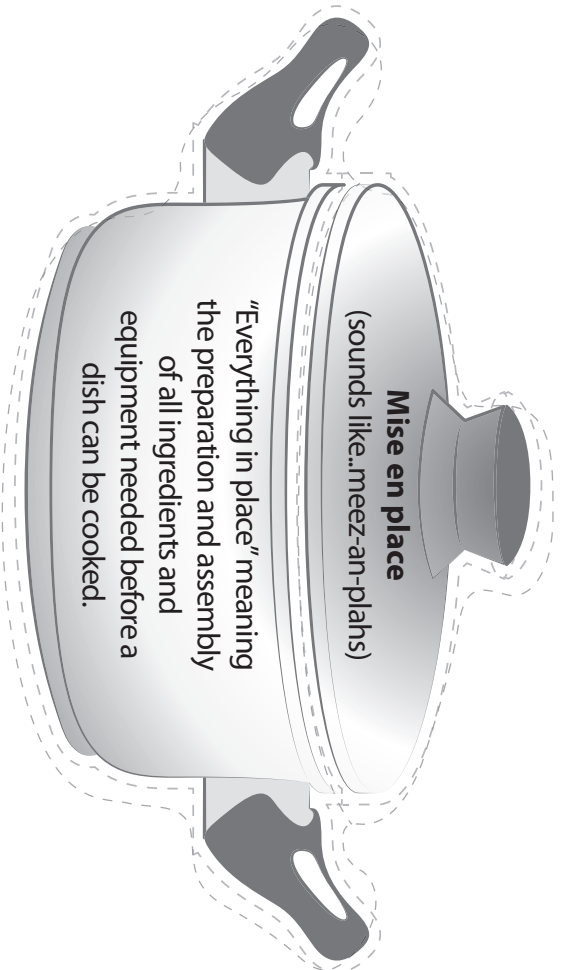 Mise en place
(sounds like..meez-an-plahs)
“Everything in place” meaning
the preparation and assembly
of all ingredients and
equipment needed before a
dish can be cooked.